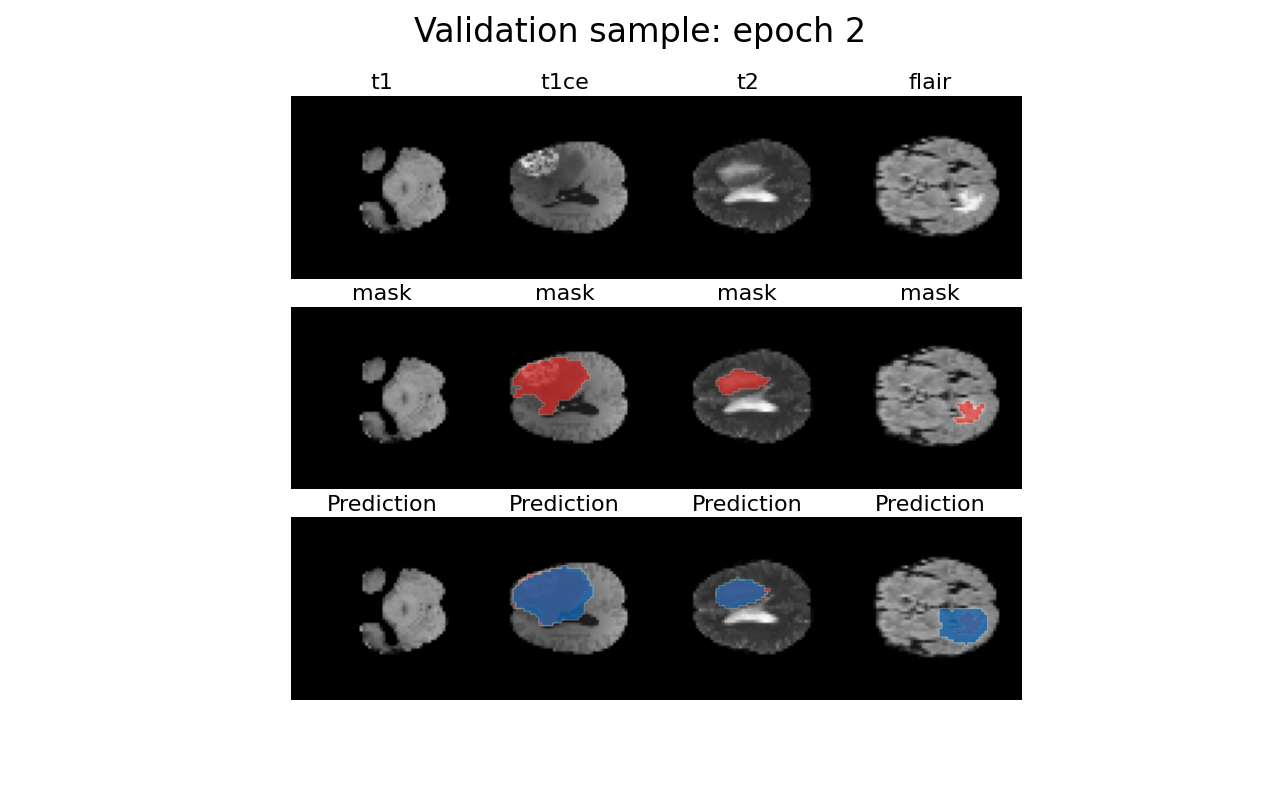 Validation sample: epoch 2
t1 t1ce t2 flair
mask mask mask mask
Prediction Prediction Prediction Prediction